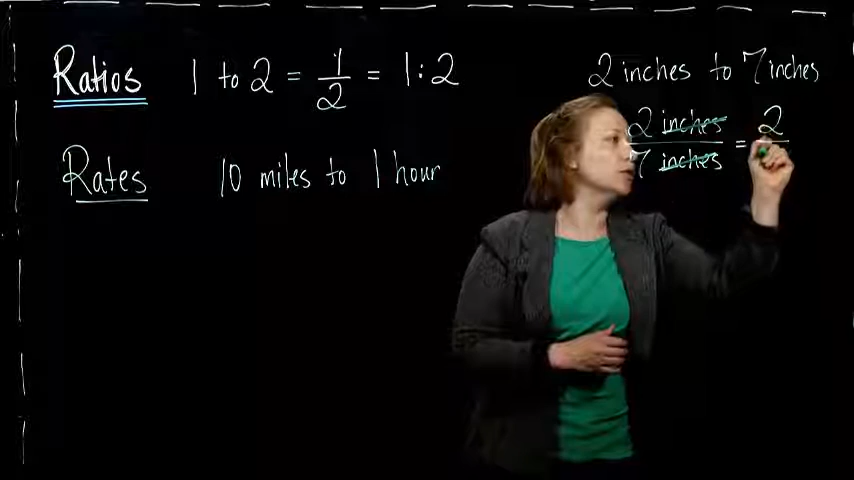 Ratios 1 to 2 = 1/2 = 1:2
Rates 10 miles to 1 hour
2 inches to 7 inches
2 inches / 7 inches = 2